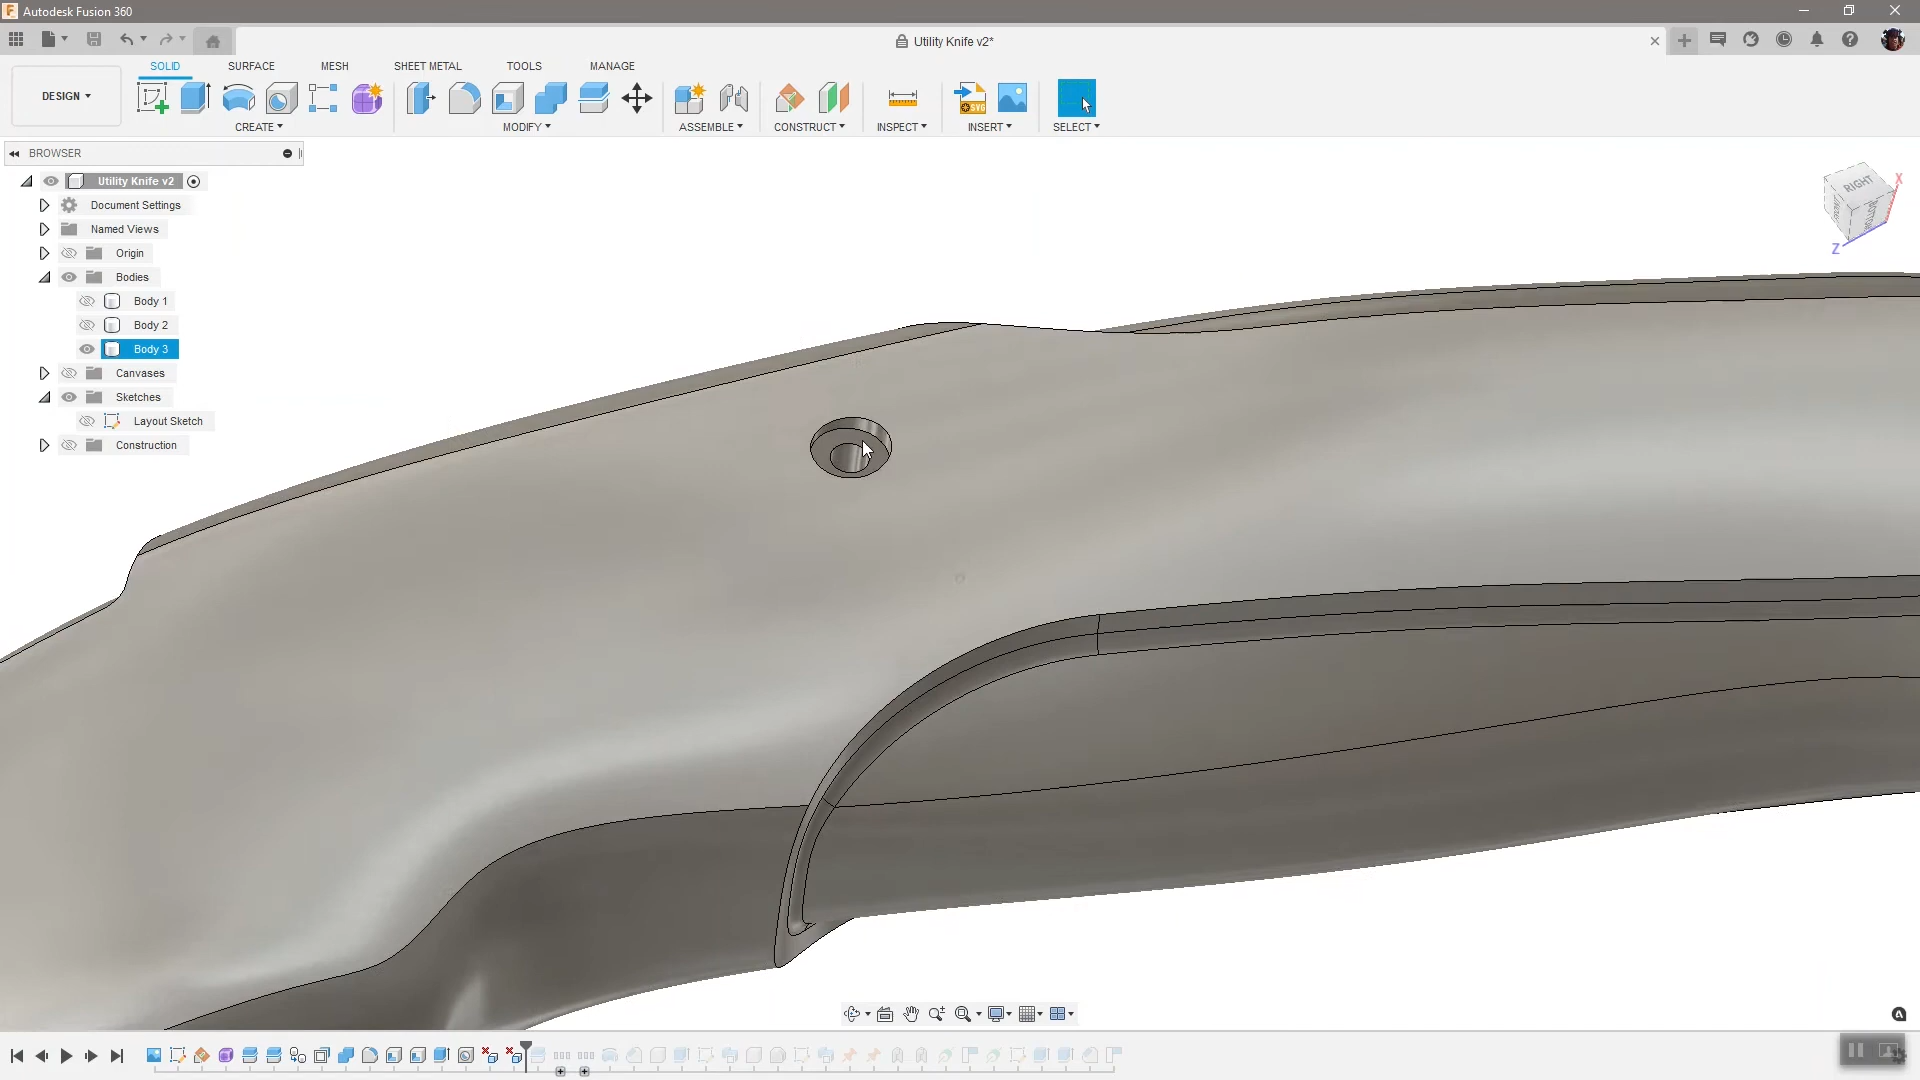 Autodesk Fusion 360
Utility Knife v2*
DESIGN
SOLID SURFACE MESH SHEET METAL TOOLS MANAGE
CREATE MODIFY ASSEMBLE CONSTRUCT INSPECT INSERT SELECT
SVG
BROWSER
Utility Knife v2
Document Settings
Named Views
Origin
Bodies
Body 1
Body 2
Body 3
Canvases
Sketches
Layout Sketch
Construction
RIGHT
X
Z